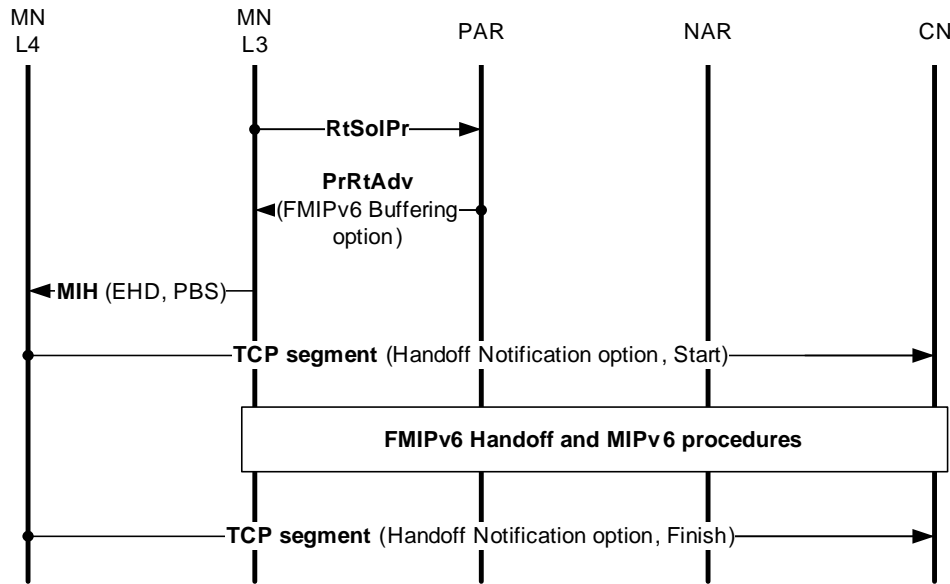 MN MN
L4 L3 PAR NAR CN
RtSolPr
PrRtAdv
(FMIPv6 Buffering
option)
MIH (EHD, PBS)
TCP segment (Handoff Notification option, Start)
FMIPv6 Handoff and MIPv6 procedures
TCP segment (Handoff Notification option, Finish)